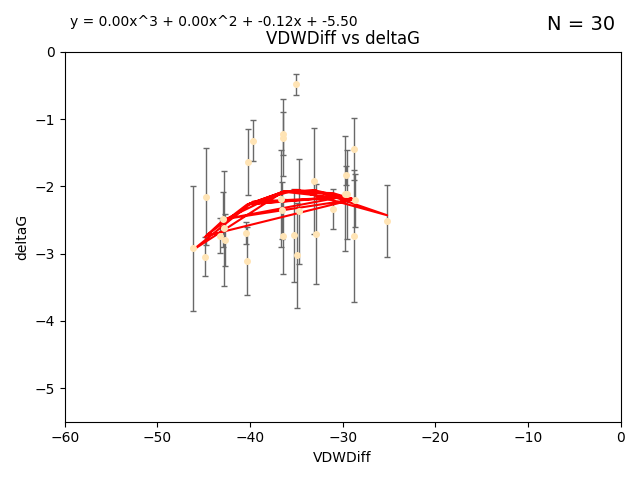 y = 0.00x^3 + 0.00x^2 + -0.12x + -5.50
N = 30
VDWDiff vs deltaG
0
−1
−2
−3
−4
−5
deltaG
−60 −50 −40 −30 −20 −10 0
VDWDiff